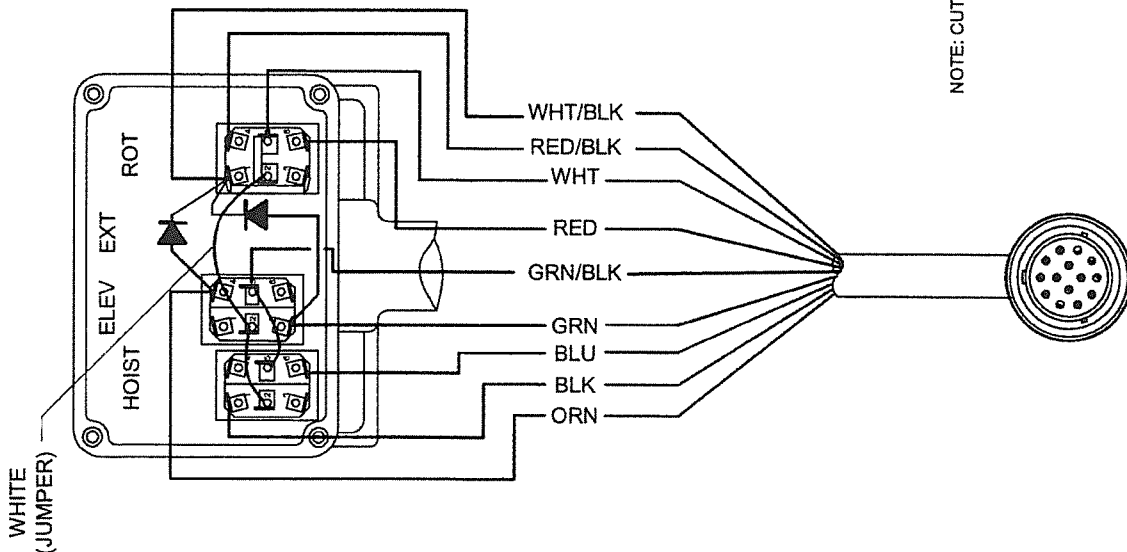 NOTE: CUT
WHT/BLK
RED/BLK
WHT
RED
GRN/BLK
GRN
BLU
BLK
ORN
ROT
EXT
ELEV
HOIST
WHITE
(JUMPER)